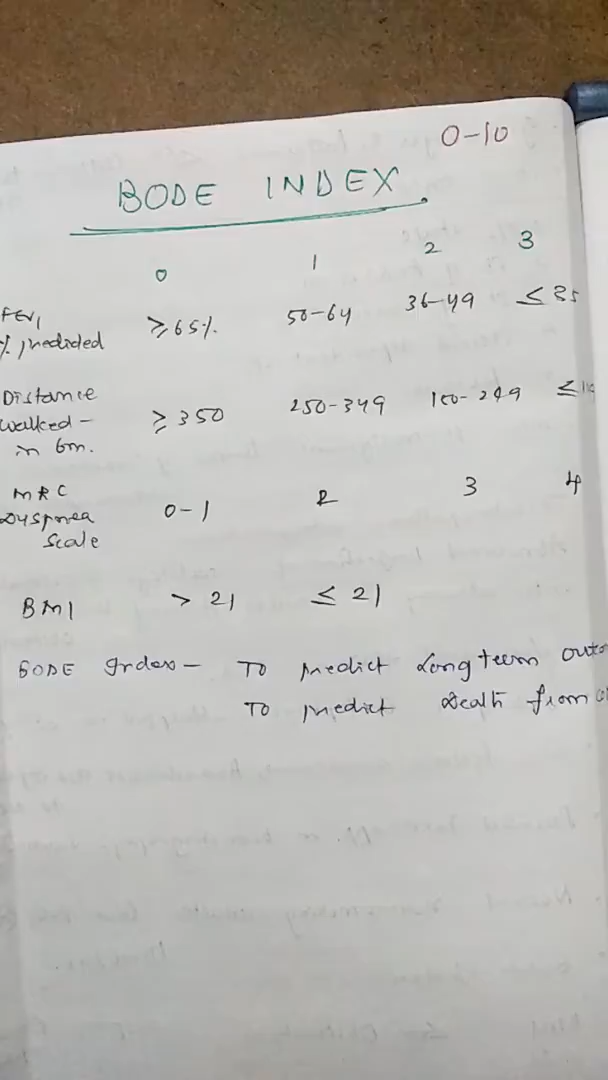 0-10
BODE INDEX
0 1 2 3
FEV1 % predicted ≥65% 50-64 36-49 ≤ 35
Distance walked - in 6m. ≥ 350 250-349 150-249 ≤
MRC Dyspnea Scale 0-1 2 3 4
BMI > 21 ≤ 21
BODE Index - To predict Long term
To predict Death from